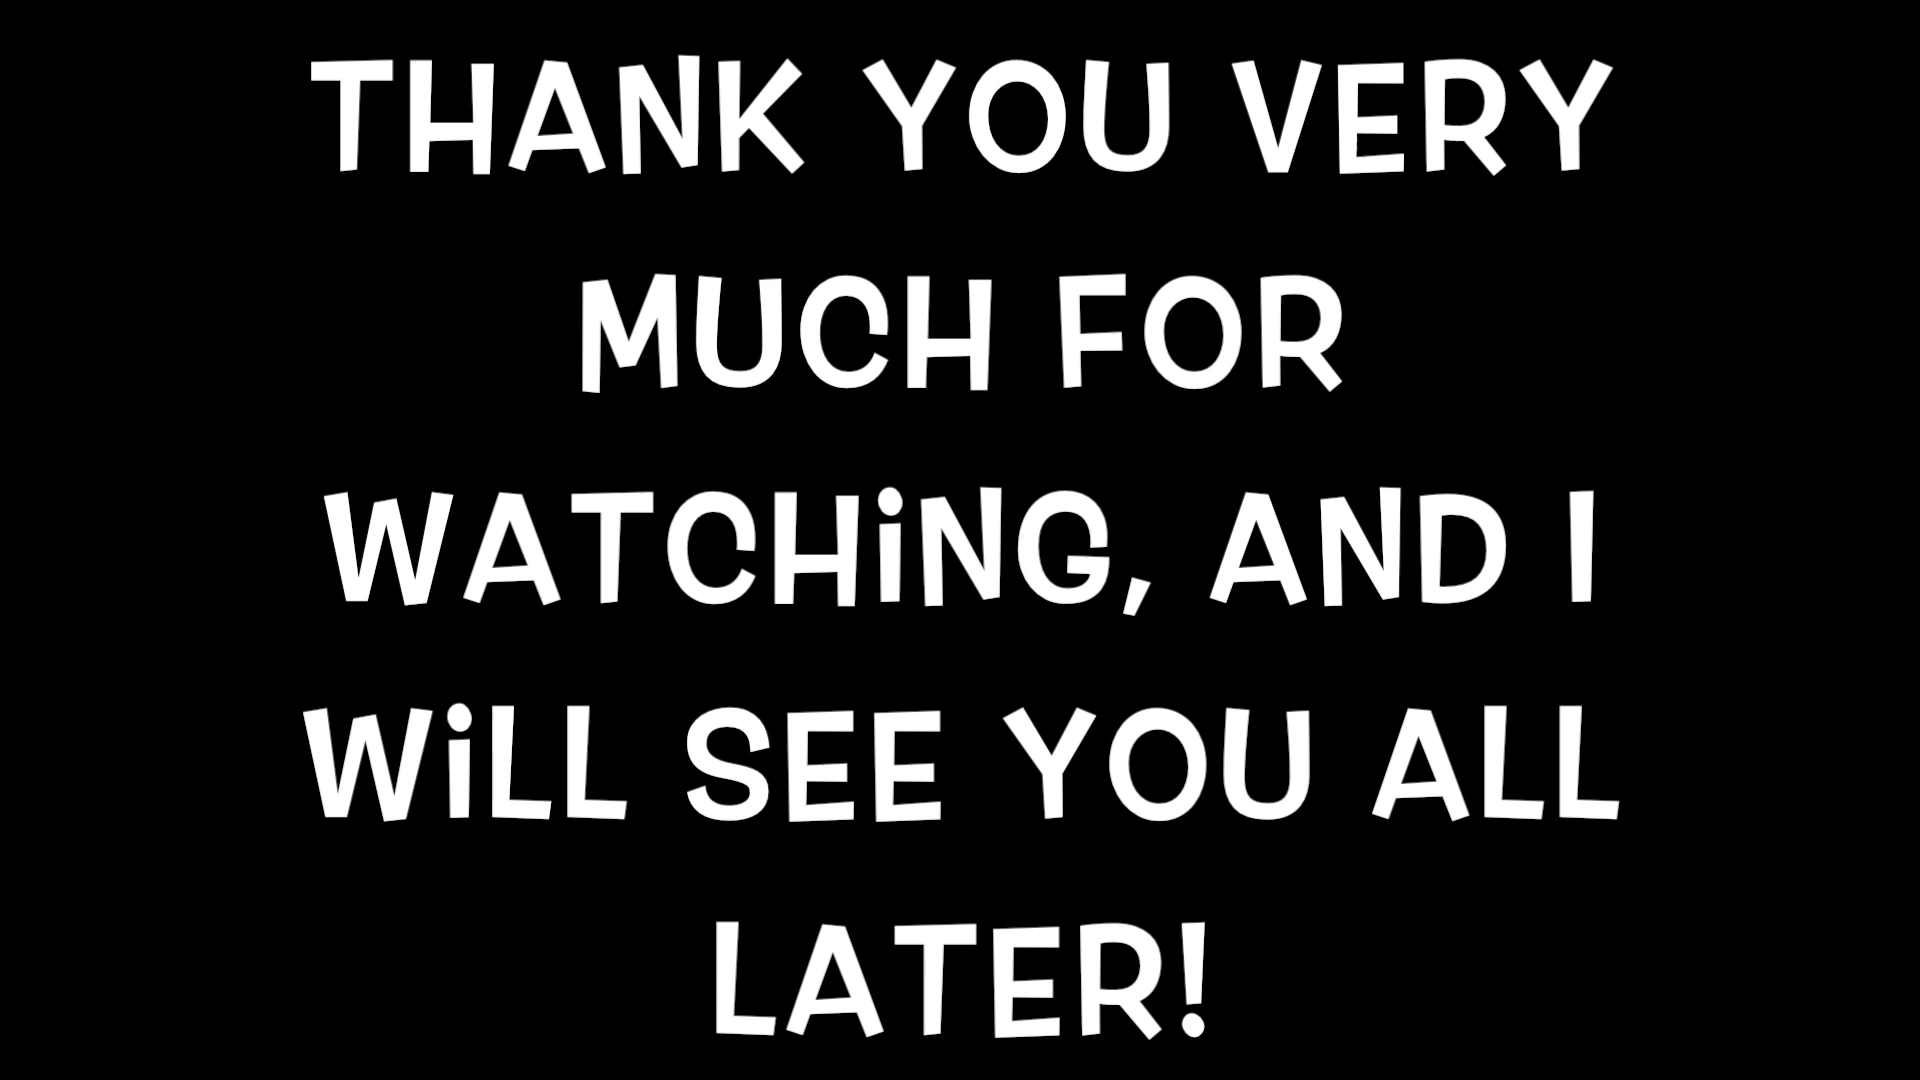 THANK YOU VERY
MUCH FOR
WATCHiNG, AND I
WiLL SEE YOU ALL
LATER!